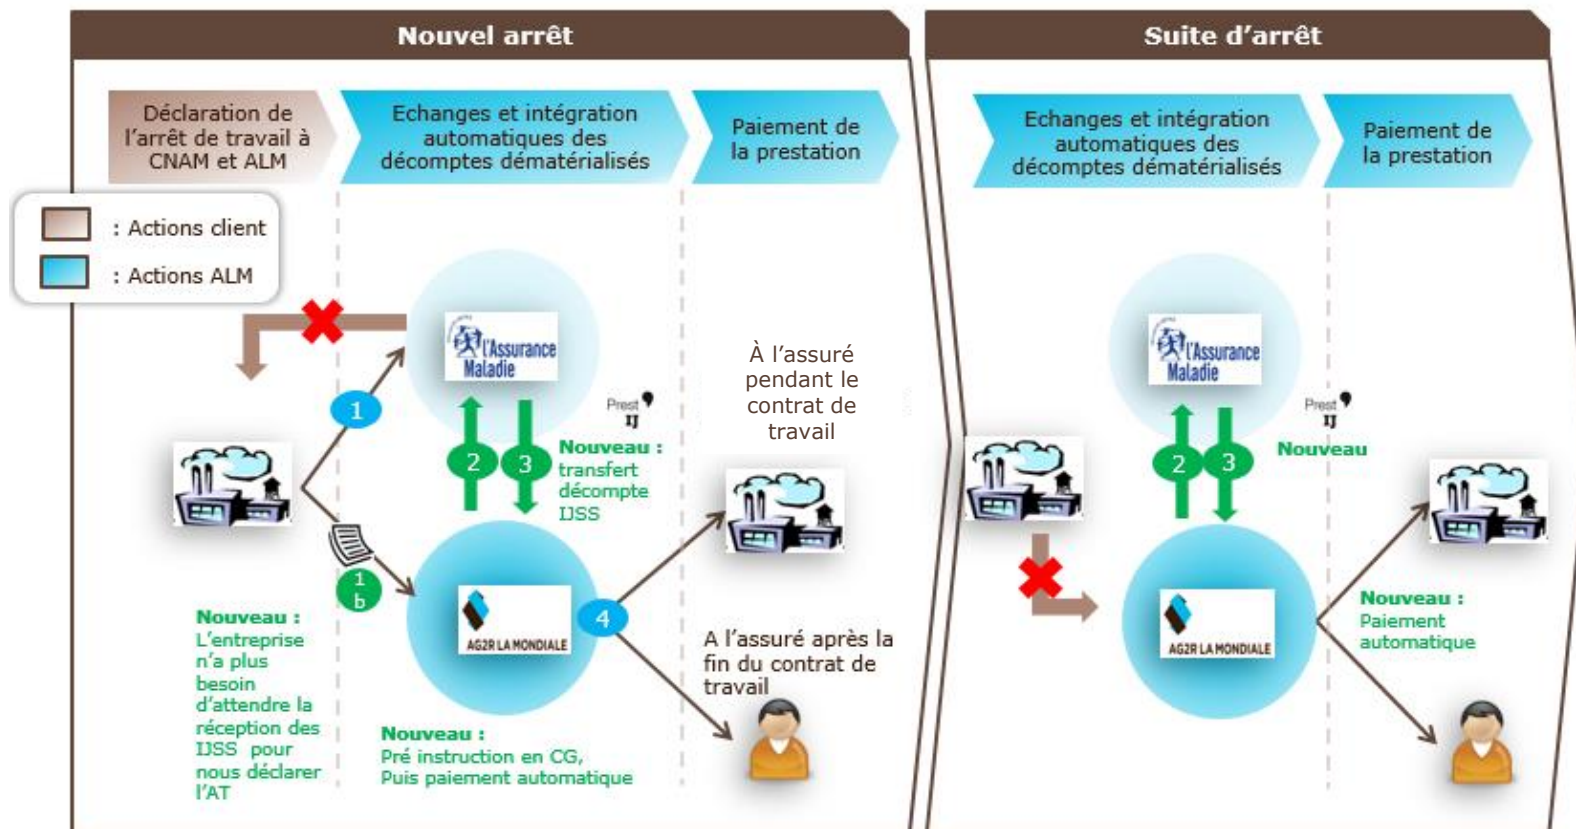 Nouvel arrêt
Déclaration de
l’arrêt de travail à
CNAM et ALM
Echanges et intégration
automatiques des
décomptes dématérialisés
Paiement de
la prestation
: Actions client
: Actions ALM
l'Assurance
Maladie
1
2
3
Prest
IJ
Nouveau :
transfert
décompte
IJSS
À l’assuré
pendant le
contrat de
travail
1
b
AG2R LA MONDIALE
4
Nouveau :
L’entreprise
n’a plus
besoin
d’attendre la
réception des
IJSS pour
nous déclarer
l’AT
Nouveau :
Pré instruction en CG,
Puis paiement automatique
A l’assuré après la
fin du contrat de
travail
Suite d’arrêt
Echanges et intégration
automatiques des
décomptes dématérialisés
Paiement de
la prestation
l'Assurance
Maladie
2
3
Prest
IJ
Nouveau
AG2R LA MONDIALE
Nouveau :
Paiement
automatique